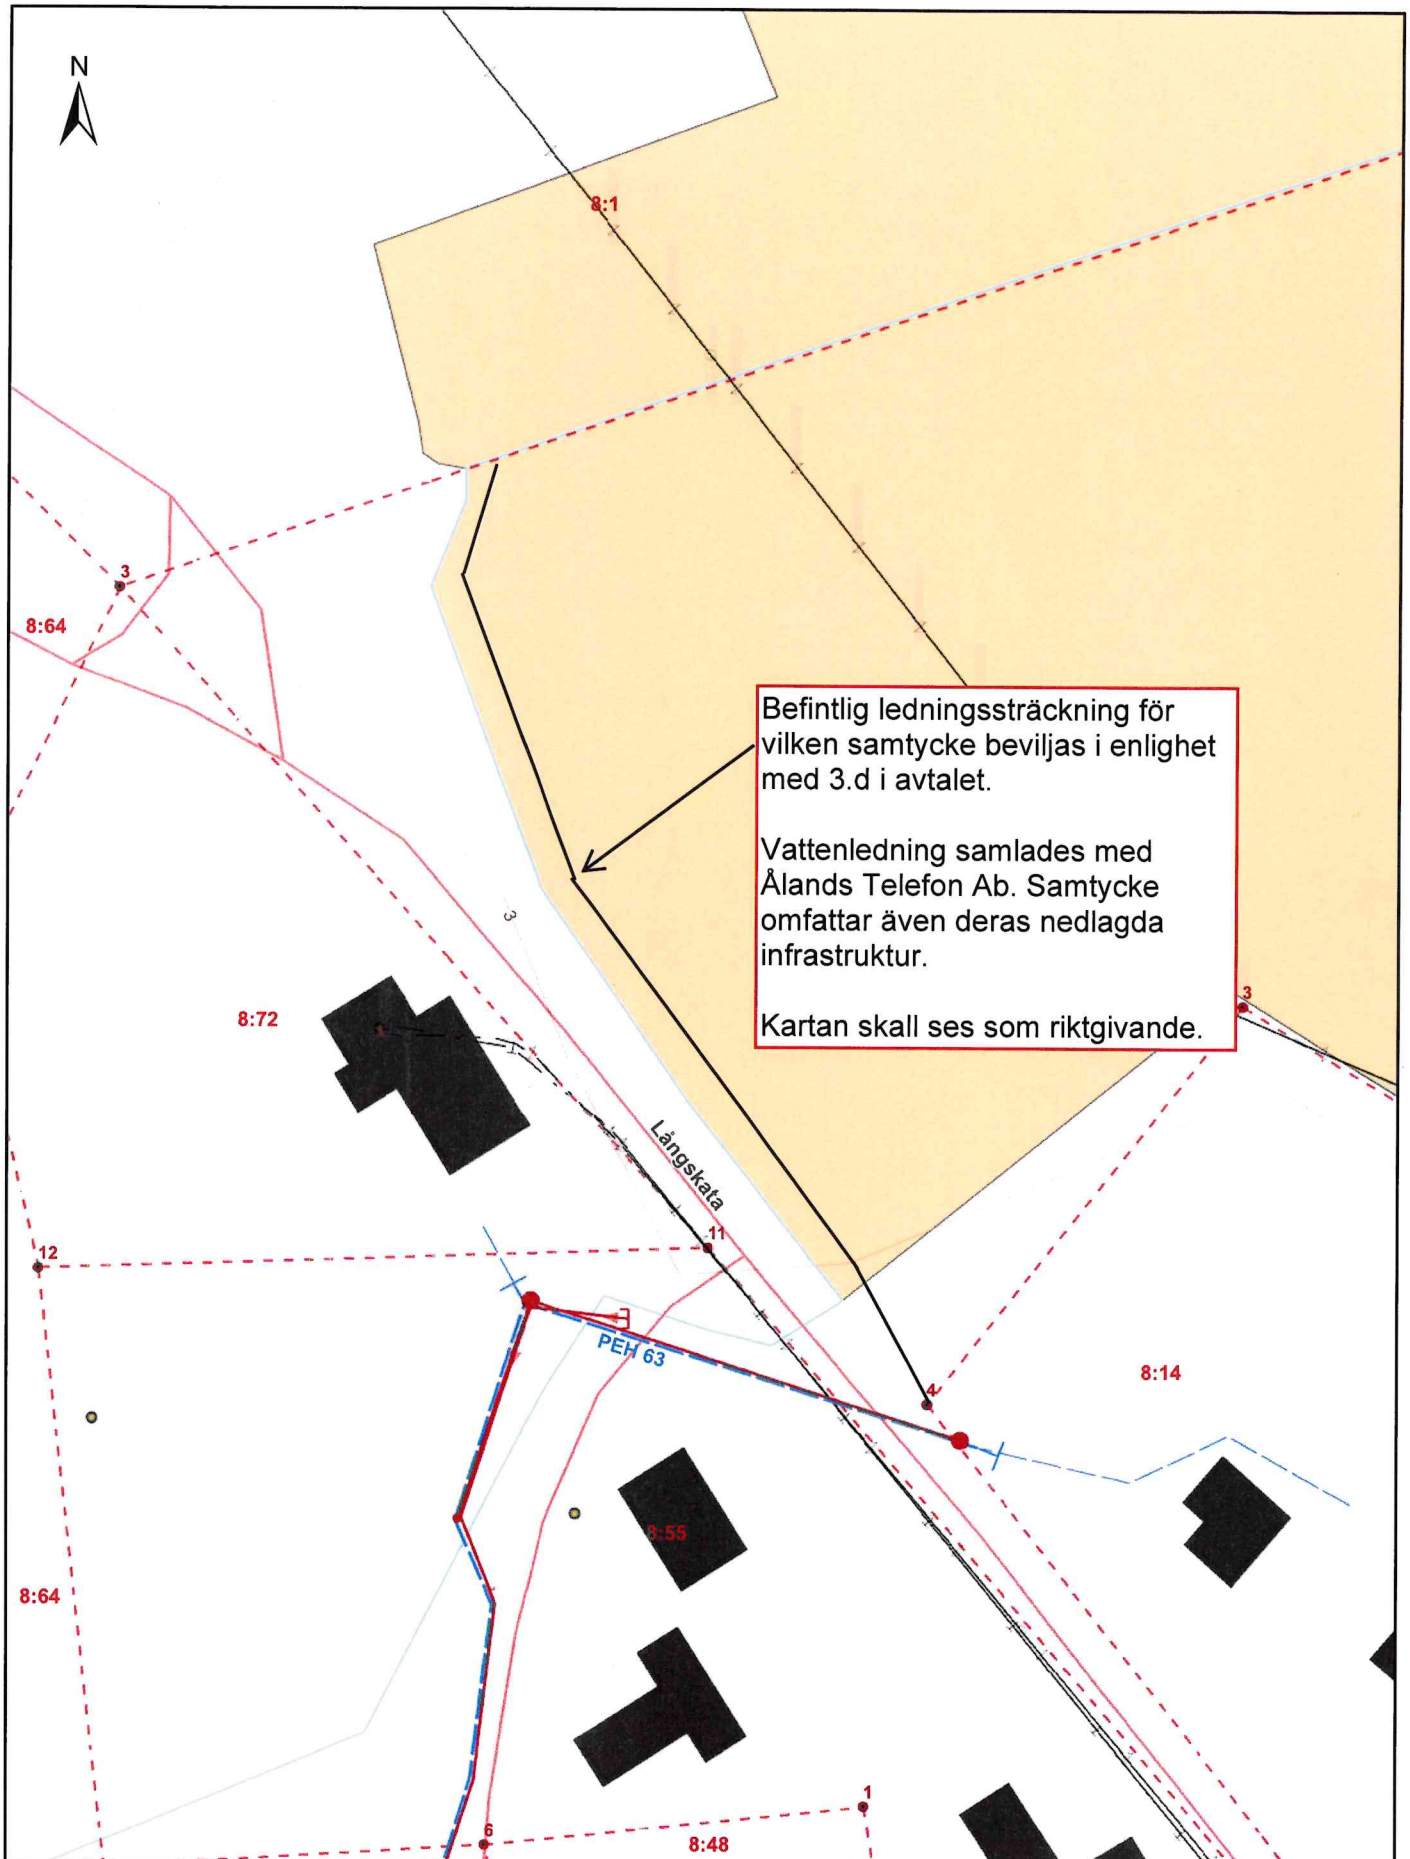 N
8:1
3
8:64
Befintlig ledningssträckning för
vilken samtycke beviljas i enlighet
med 3.d i avtalet.
Vattenledning samlades med
Ålands Telefon Ab. Samtycke
omfattar även deras nedlagda
infrastruktur.
Kartan skall ses som riktgivande.
3
3
8:72
Långskata
11
12
PEH 63
4
8:14
8:55
8:64
1
6
8:48